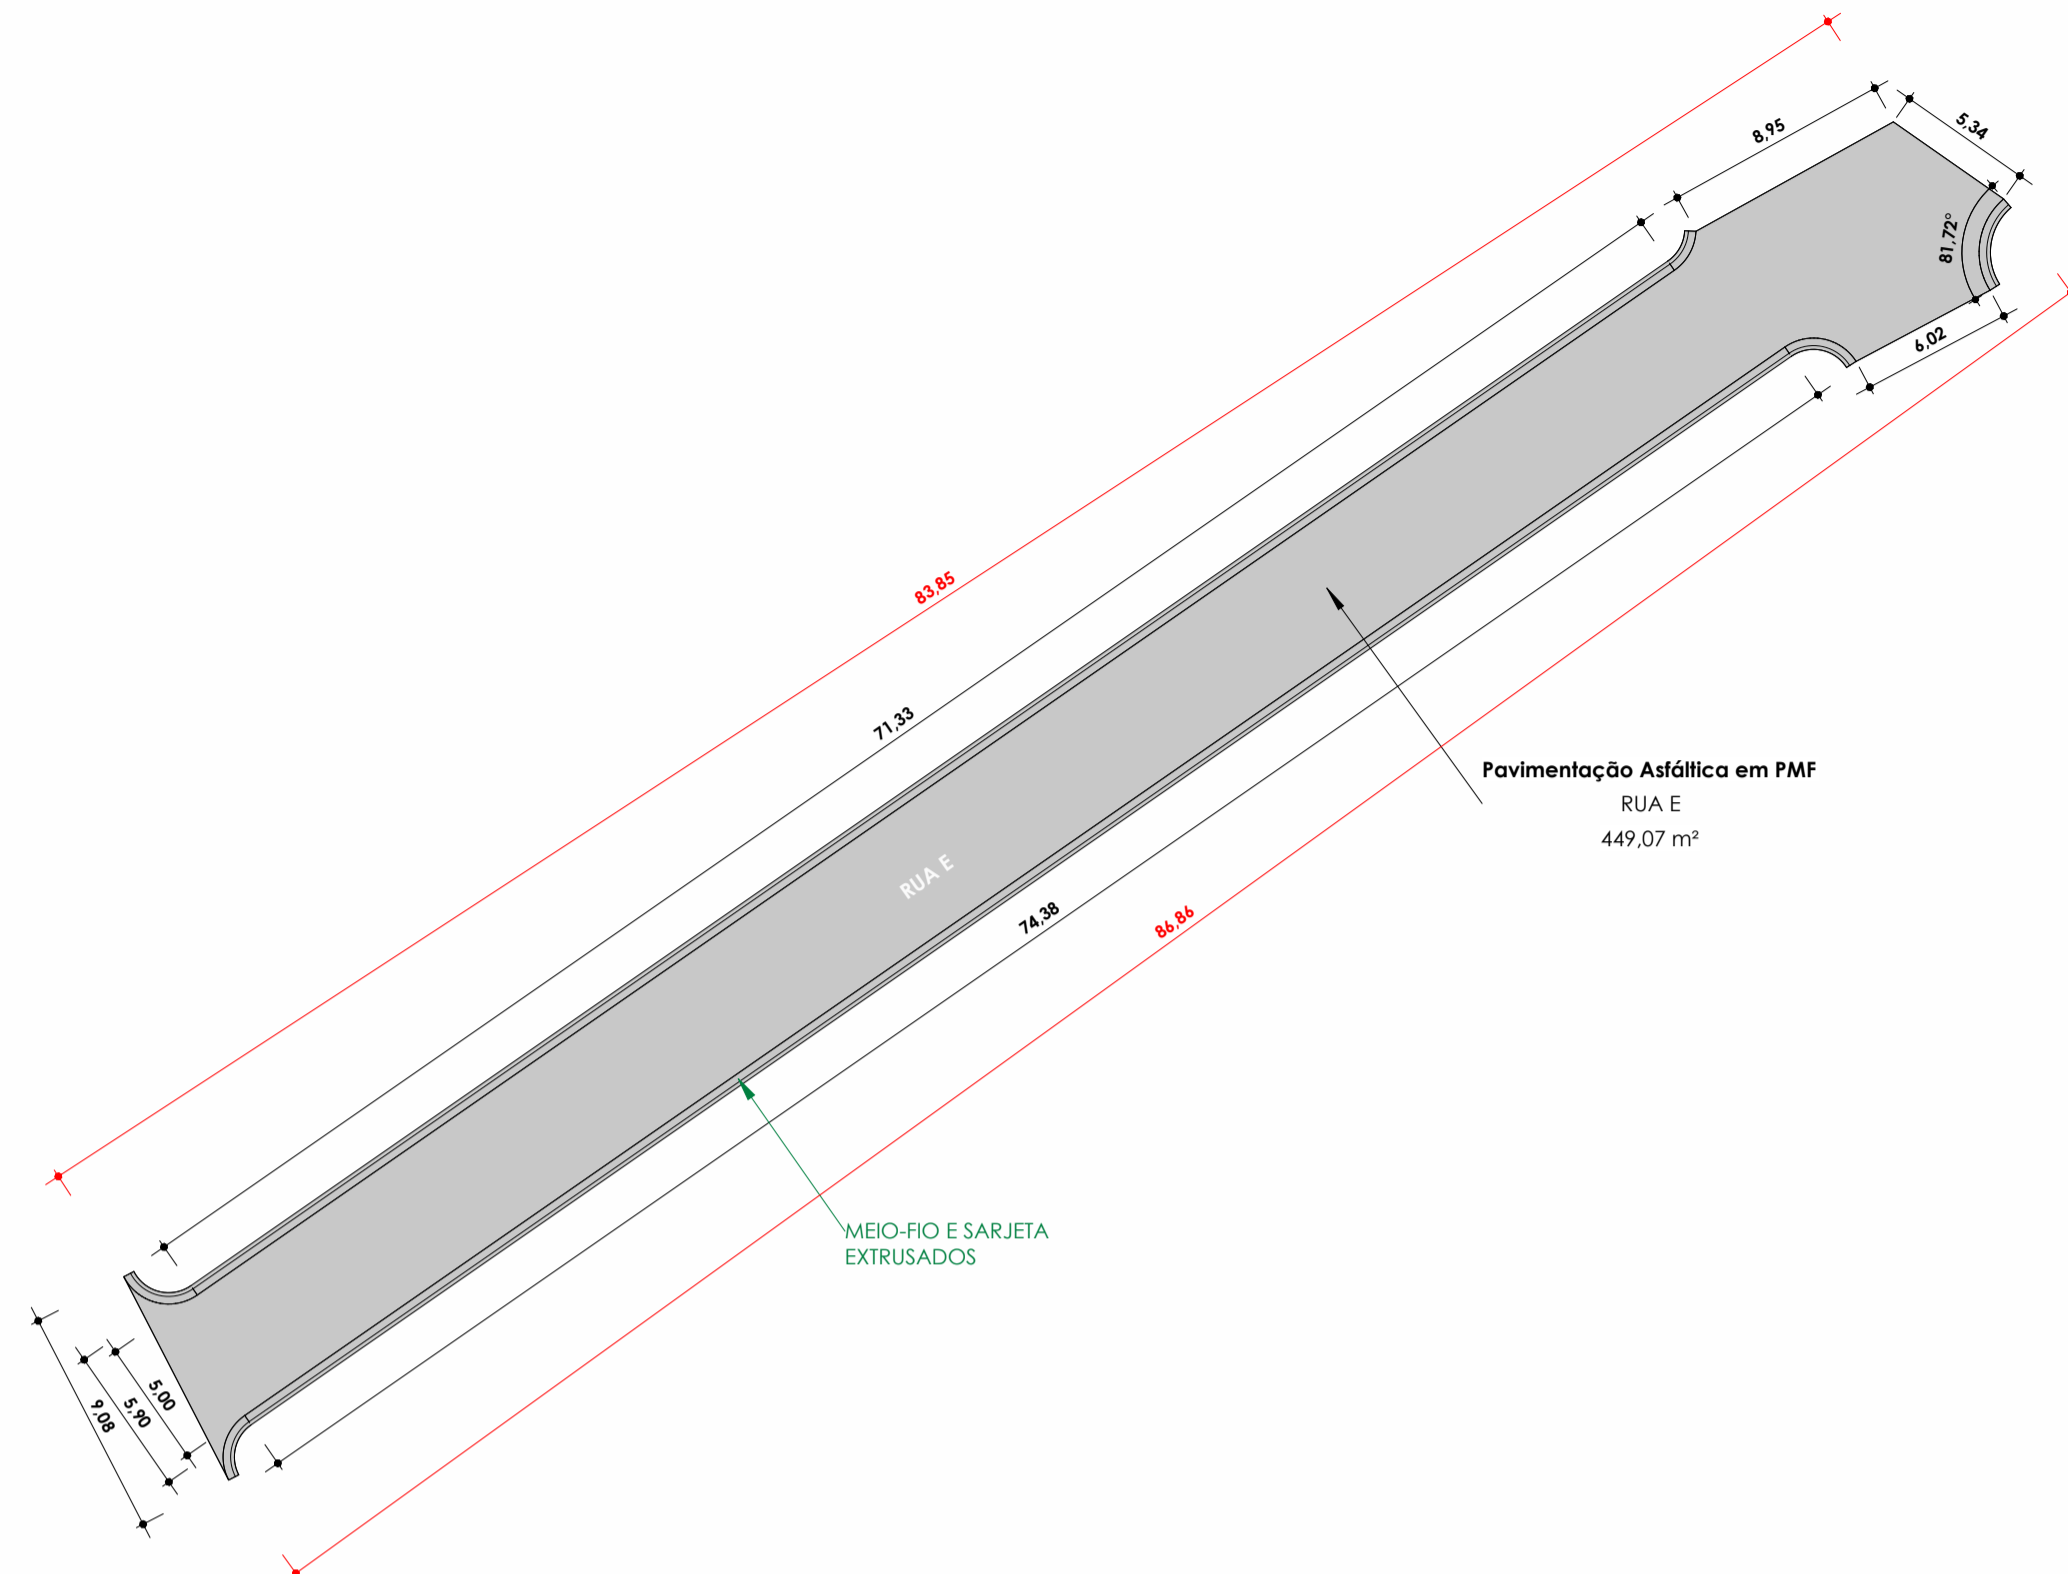 8,95
5,34
81,72°
6,02
83,85
71,33
Pavimentação Asfáltica em PMF
RUA E
449,07 m²
RUA E
74,38
86,86
MEIO-FIO E SARJETA
EXTRUSADOS
5,00
5,90
9,08